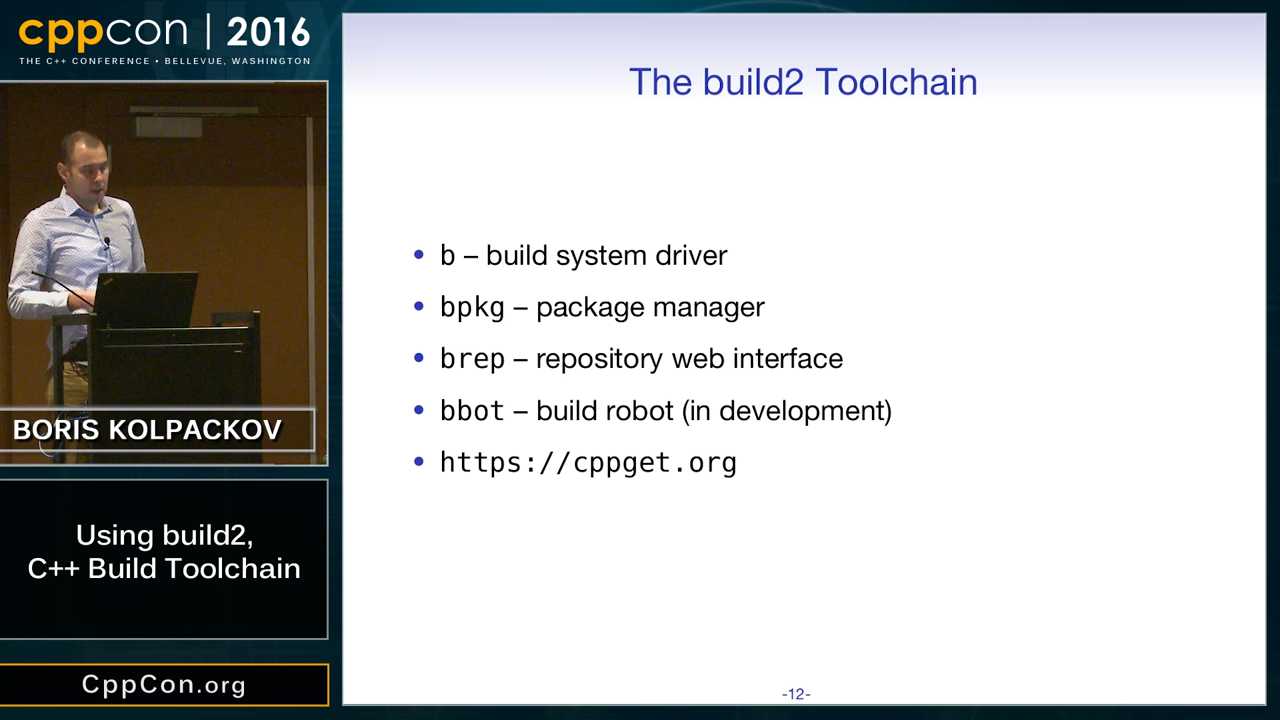 cppcon | 2016
THE C++ CONFERENCE • BELLEVUE, WASHINGTON
BORIS KOLPACKOV
Using build2,
C++ Build Toolchain
CppCon.org
The build2 Toolchain
• b – build system driver
• bpkg – package manager
• brep – repository web interface
• bbot – build robot (in development)
• https://cppget.org
-12-